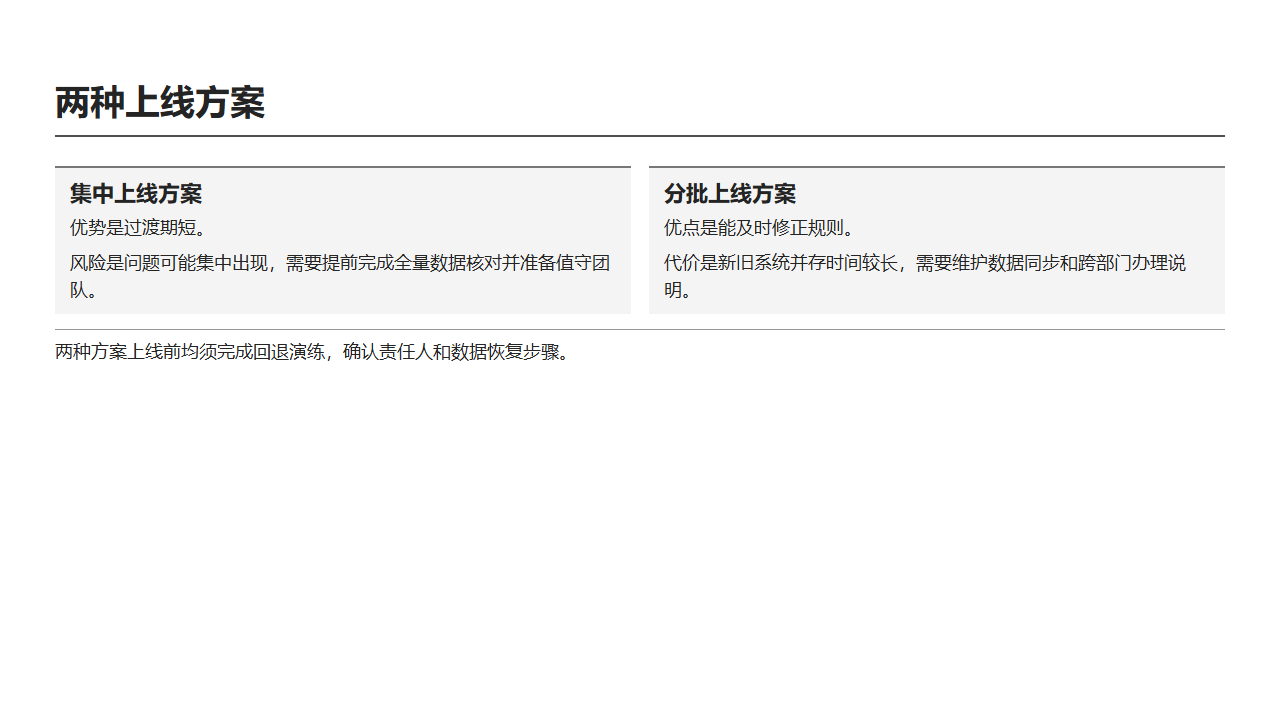 两种上线方案
集中上线方案
优势是过渡期短。
风险是问题可能集中出现，需要提前完成全量数据核对并准备值守团
队。
分批上线方案
优点是能及时修正规则。
代价是新旧系统并存时间较长，需要维护数据同步和跨部门办理说
明。
两种方案上线前均须完成回退演练，确认责任人和数据恢复步骤。